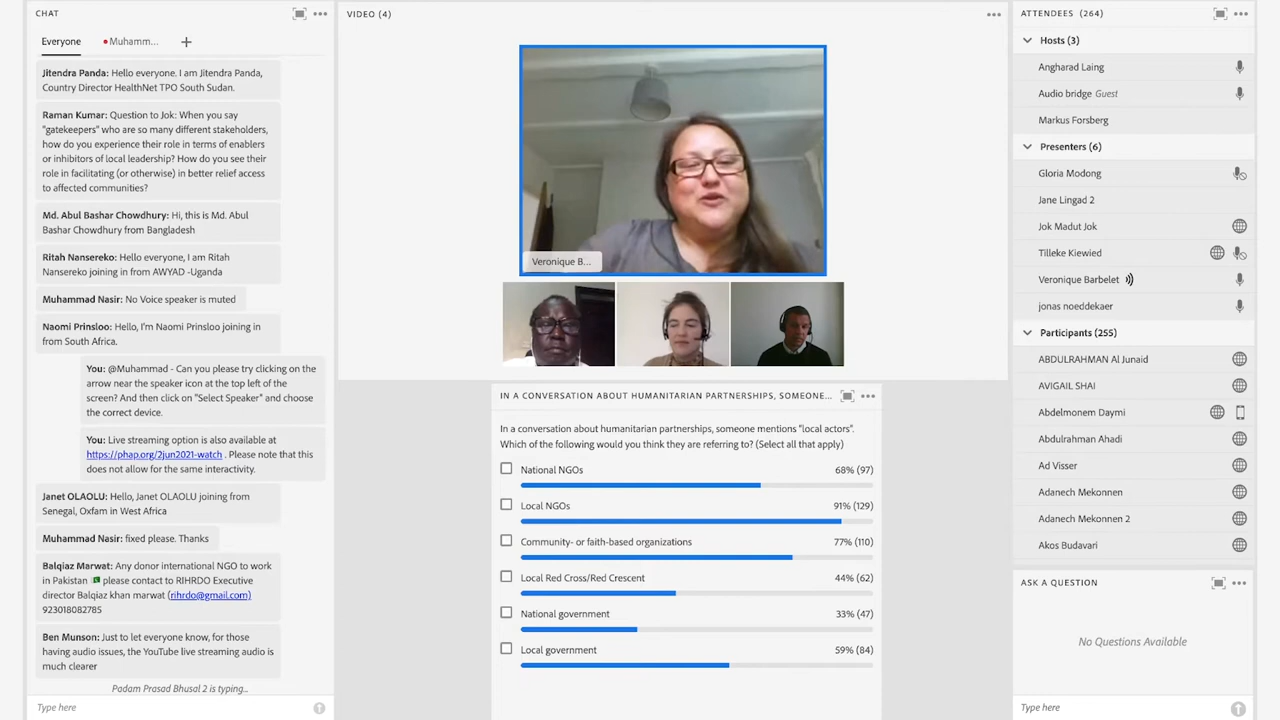 CHAT
Everyone
Muhamm...
Jitendra Panda: Hello everyone. I am Jitendra Panda,
Country Director HealthNet TPO South Sudan.
Raman Kumar: Question to Jok: When you say
"gatekeepers" who are so many different stakeholders,
how do you experience their role in terms of enablers
or inhibitors of local leadership? How do you see their
role in facilitating (or otherwise) in better relief access
to affected communities?
Md. Abul Bashar Chowdhury: Hi, this is Md. Abul
Bashar Chowdhury from Bangladesh
Ritah Nansereko: Hello everyone, I am Ritah
Nansereko joining in from AWYAD -Uganda
Muhammad Nasir: No Voice speaker is muted
Naomi Prinsloo: Hello, I'm Naomi Prinsloo joining in
from South Africa.
You: @Muhammad - Can you please try clicking on the
arrow near the speaker icon at the top left of the
screen? And then click on "Select Speaker" and choose
the correct device.
You: Live streaming option is also available at
https://phap.org/2jun2021-watch . Please note that this
does not allow for the same interactivity.
Janet OLAOLU: Hello, Janet OLAOLU joining from
Senegal, Oxfam in West Africa
Muhammad Nasir: fixed please. Thanks
Balqiaz Marwat: Any donor international NGO to work
in Pakistan 🇵🇰 please contact to RIHRDO Executive
director Balqiaz khan marwat (rihrdo@gmail.com)
923018082785
Ben Munson: Just to let everyone know, for those
having audio issues, the YouTube live streaming audio is
much clearer
Padam Prasad Bhusal 2 is typing...
Type here
VIDEO (4)
Veronique B...
IN A CONVERSATION ABOUT HUMANITARIAN PARTNERSHIPS, SOMEONE...
In a conversation about humanitarian partnerships, someone mentions "local actors".
Which of the following would you think they are referring to? (Select all that apply)
National NGOs 68% (97)
Local NGOs 91% (129)
Community- or faith-based organizations 77% (110)
Local Red Cross/Red Crescent 44% (62)
National government 33% (47)
Local government 59% (84)
ATTENDEES (264)
Hosts (3)
Angharad Laing
Audio bridge Guest
Markus Forsberg
Presenters (6)
Gloria Modong
Jane Lingad 2
Jok Madut Jok
Tilleke Kiewied
Veronique Barbelet
jonas noeddekaer
Participants (255)
ABDULRAHMAN Al Junaid
AVIGAIL SHAI
Abdelmonem Daymi
Abdulrahman Ahadi
Ad Visser
Adanech Mekonnen
Adanech Mekonnen 2
Akos Budavari
ASK A QUESTION
No Questions Available
Type here